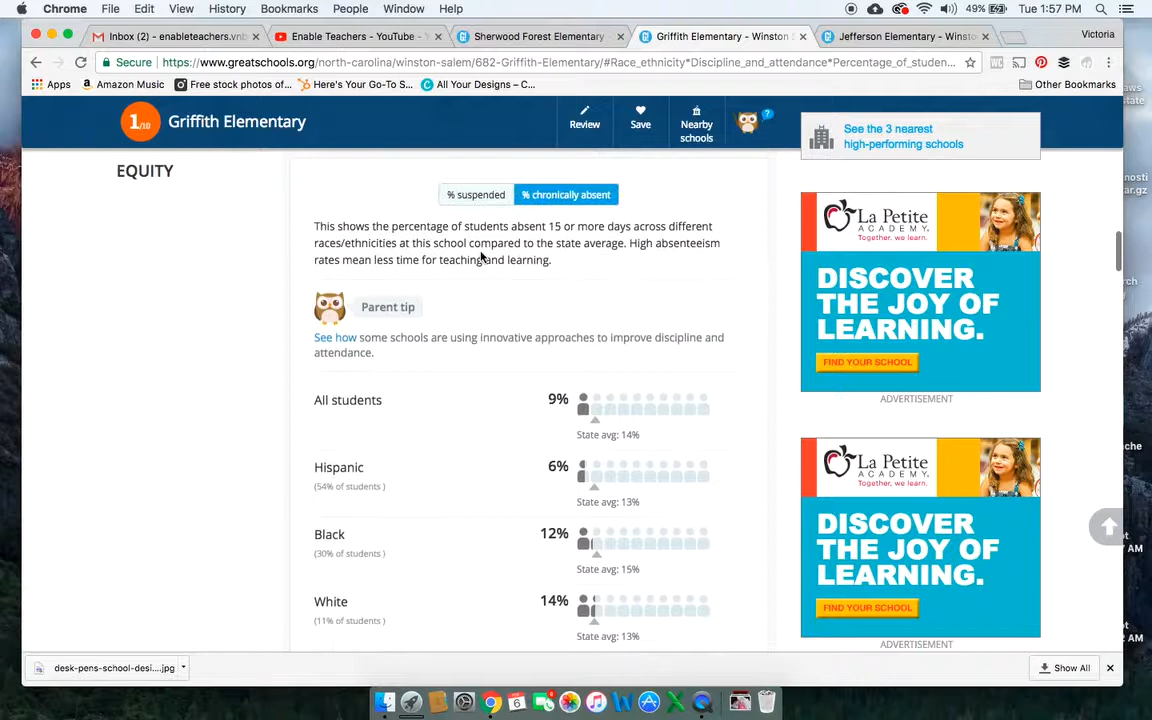 Chrome File Edit View History Bookmarks People Window Help 49% Tue 1:57 PM
Inbox (2) - enableteachers.vnb
Enable Teachers - YouTube -
Sherwood Forest Elementary
Griffith Elementary - Winston
Jefferson Elementary - Winsto
Victoria
Secure https://www.greatschools.org/north-carolina/winston-salem/682-Griffith-Elementary/#Race_ethnicity*Discipline_and_attendance*Percentage_of_studen...
Apps Amazon Music Free stock photos of... Here's Your Go-To S... All Your Designs – C... Other Bookmarks
1/10 Griffith Elementary
Review
Save
Nearby
schools
?
See the 3 nearest
high-performing schools
EQUITY
% suspended % chronically absent
This shows the percentage of students absent 15 or more days across different
races/ethnicities at this school compared to the state average. High absenteeism
rates mean less time for teaching and learning.
Parent tip
See how some schools are using innovative approaches to improve discipline and
attendance.
All students 9%
State avg: 14%
Hispanic 6%
(54% of students )
State avg: 13%
Black 12%
(30% of students )
State avg: 15%
White 14%
(11% of students )
State avg: 13%
La Petite
ACADEMY
Together, we learn.
DISCOVER
THE JOY OF
LEARNING.
FIND YOUR SCHOOL
ADVERTISEMENT
La Petite
ACADEMY
Together, we learn.
DISCOVER
THE JOY OF
LEARNING.
FIND YOUR SCHOOL
ADVERTISEMENT
desk-pens-school-desi....jpg
Show All